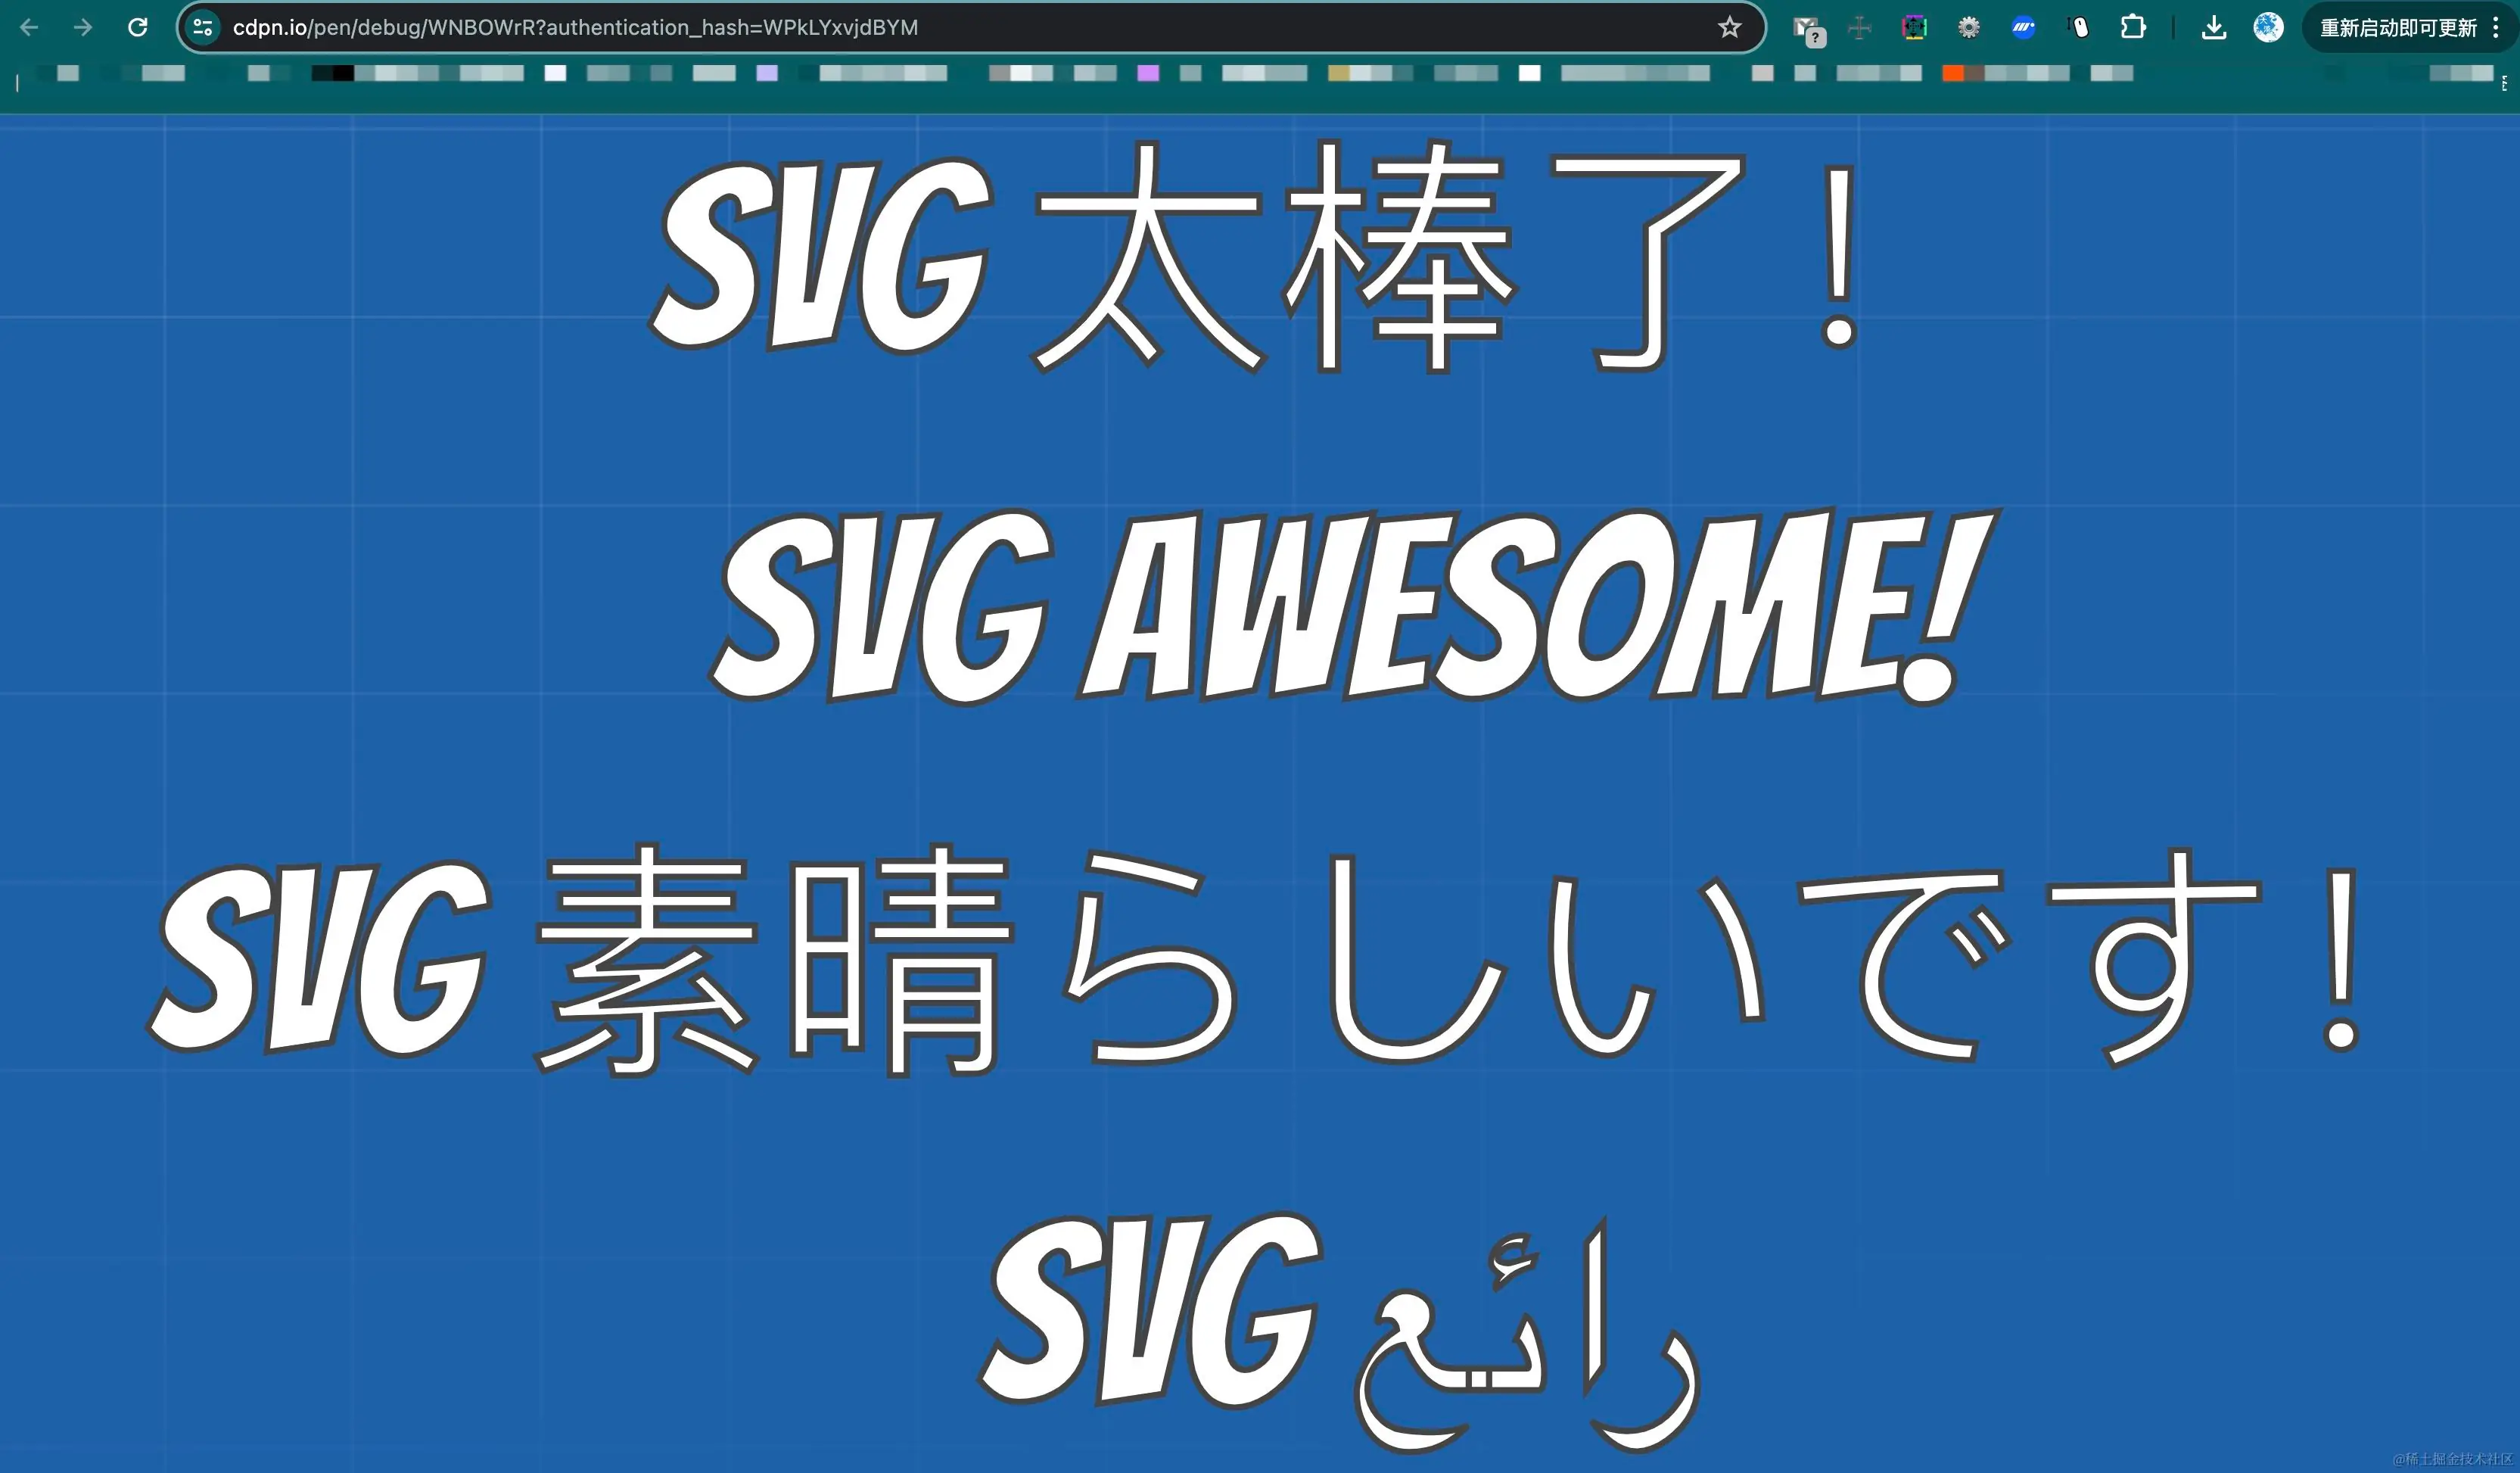 cdpn.io/pen/debug/WNBOWrR?authentication_hash=WPkLYxvjdBYM
重新启动即可更新
SVG 太棒了！
SVG AWESOME!
SVG 素晴らしいです！
SVG رائع
@稀土掘金技术社区